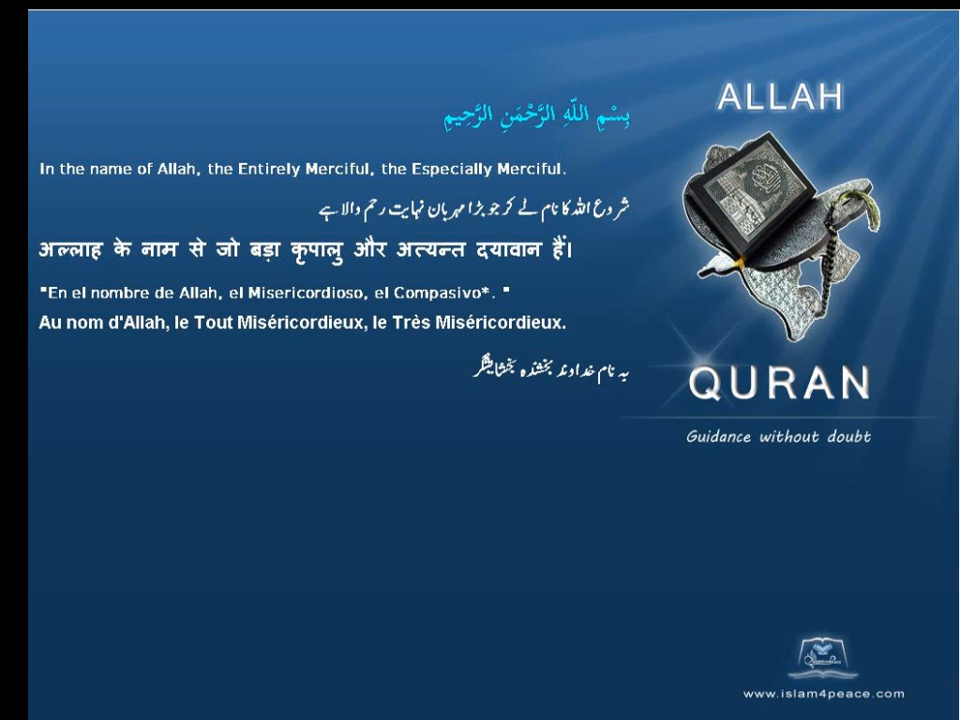 بِسْمِ اللّهِ الرَّحْمَنِ الرَّحِيمِ
In the name of Allah, the Entirely Merciful, the Especially Merciful.
شروع الله کا نام لے کر جو بڑا مہربان نہایت رحم والا ہے
अल्लाह के नाम से जो बड़ा कृपालु और अत्यन्त दयावान हैं।
"En el nombre de Allah, el Misericordioso, el Compasivo*. "
Au nom d'Allah, le Tout Miséricordieux, le Très Miséricordieux.
به نام خداوند بخشنده بخشایشگر
ALLAH
QURAN
Guidance without doubt
www.islam4peace.com